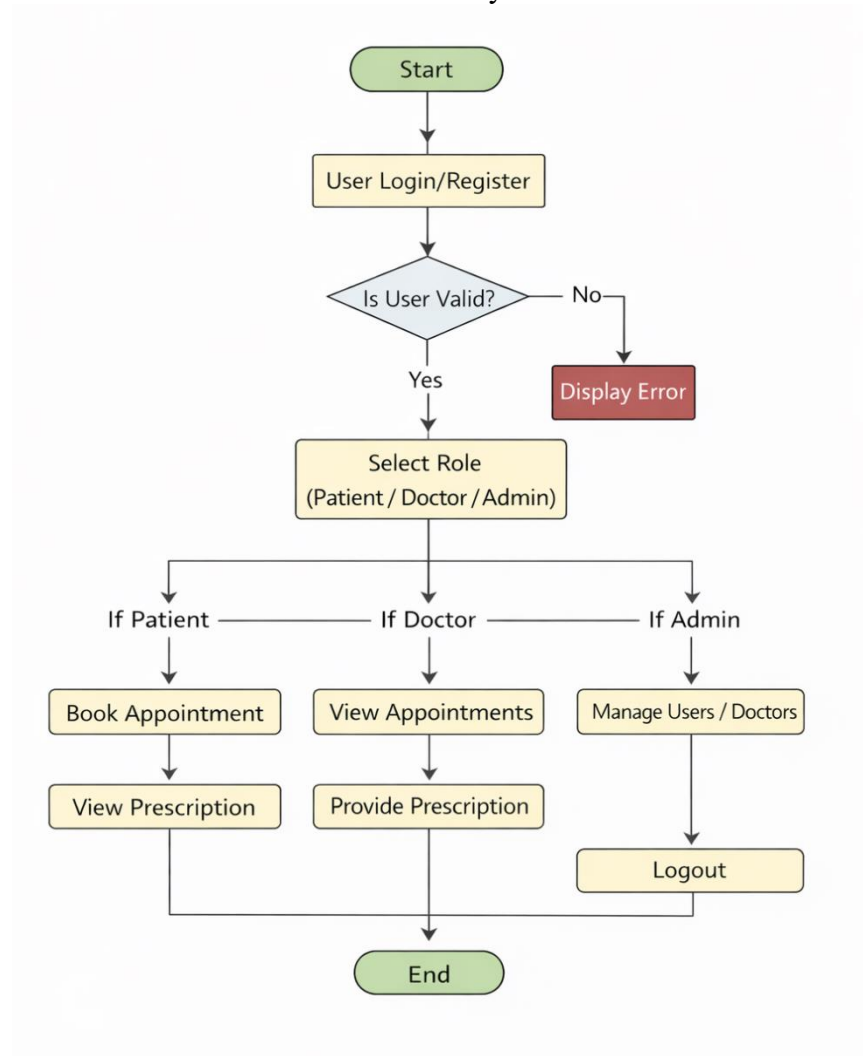 Start
User Login/Register
Is User Valid?
No
Yes
Display Error
Select Role
(Patient / Doctor / Admin)
If Patient
If Doctor
If Admin
Book Appointment
View Appointments
Manage Users / Doctors
View Prescription
Provide Prescription
Logout
End